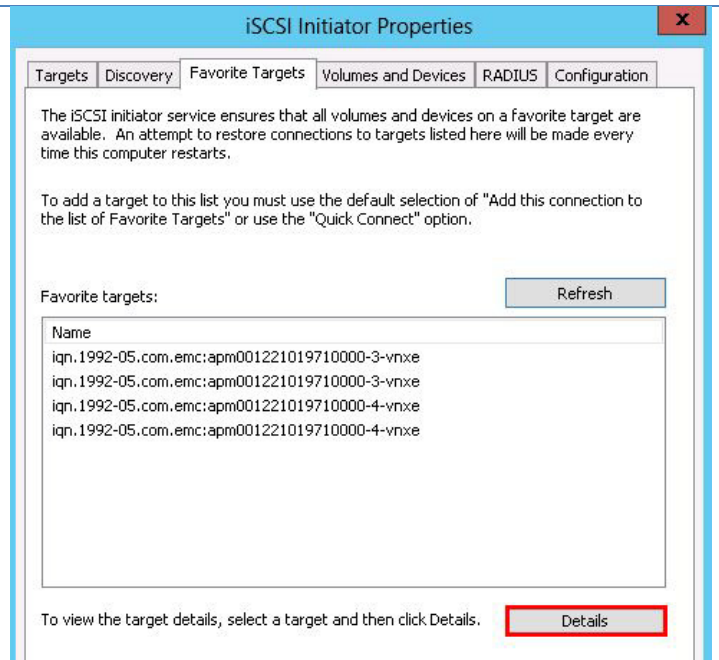 iSCSI Initiator Properties
x
Targets Discovery Favorite Targets Volumes and Devices RADIUS Configuration
The iSCSI initiator service ensures that all volumes and devices on a favorite target are
available. An attempt to restore connections to targets listed here will be made every
time this computer restarts.
To add a target to this list you must use the default selection of "Add this connection to
the list of Favorite Targets" or use the "Quick Connect" option.
Favorite targets:
Refresh
Name
iqn.1992-05.com.emc:apm001221019710000-3-vnxe
iqn.1992-05.com.emc:apm001221019710000-3-vnxe
iqn.1992-05.com.emc:apm001221019710000-4-vnxe
iqn.1992-05.com.emc:apm001221019710000-4-vnxe
To view the target details, select a target and then click Details.
Details